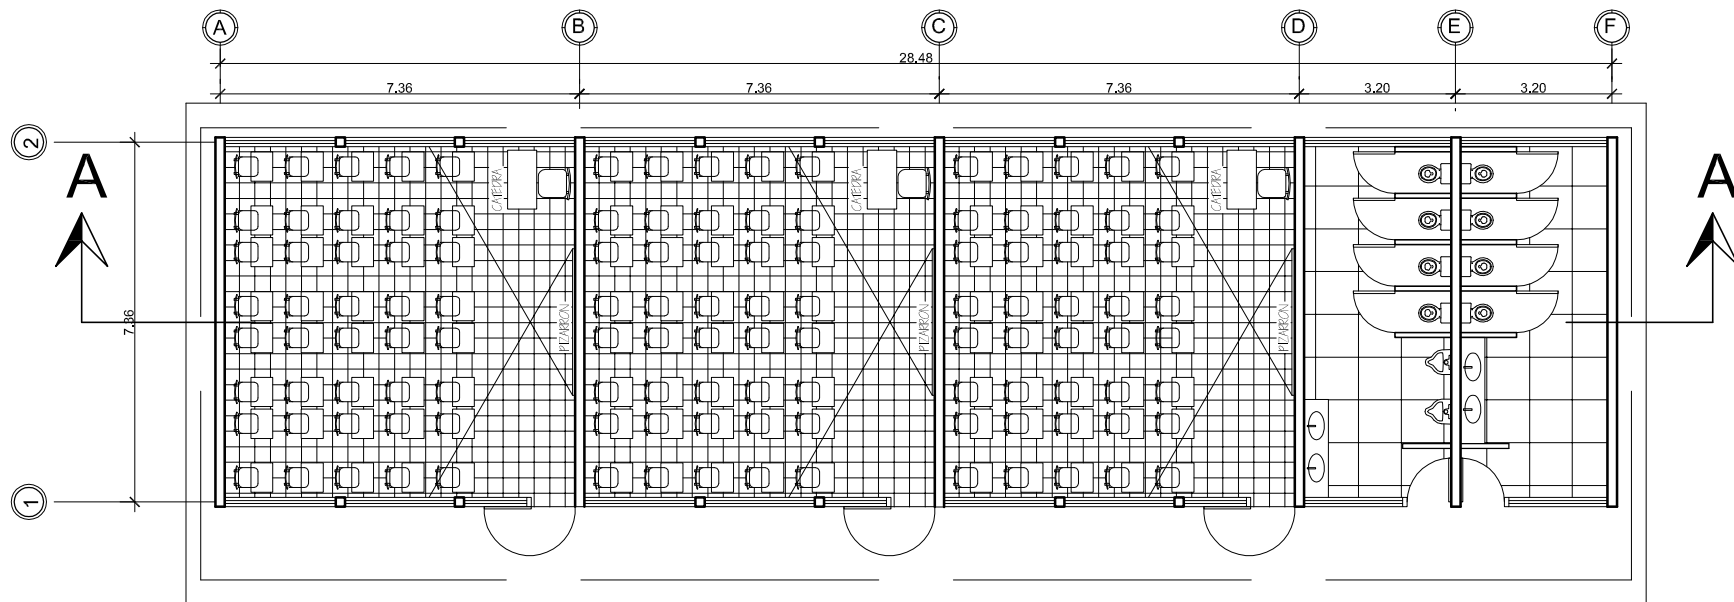 A B C D E F
28.48
7.36 7.36 7.36 3.20 3.20
2
A A
CATEDRA CATEDRA CATEDRA
7.36
PIZARRON PIZARRON PIZARRON
1